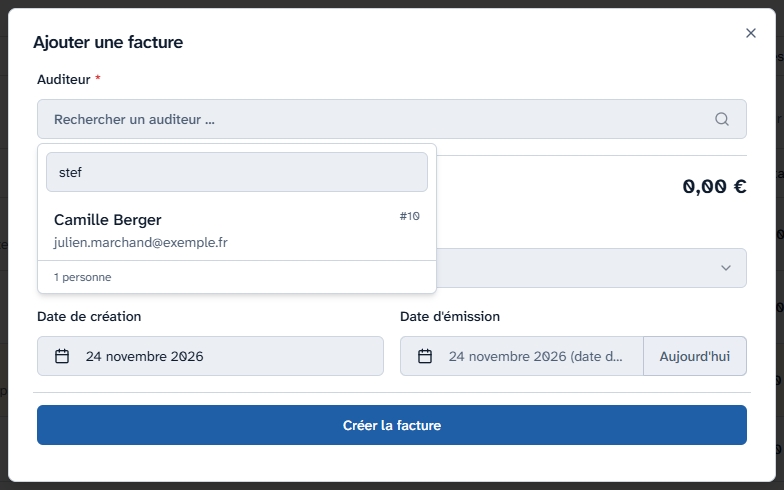 Ajouter une facture
Auditeur *
Rechercher un auditeur ...
stef
0,00 €
Camille Berger
#10
julien.marchand@exemple.fr
1 personne
Date de création
Date d'émission
24 novembre 2026
24 novembre 2026 (date d...
Aujourd'hui
Créer la facture